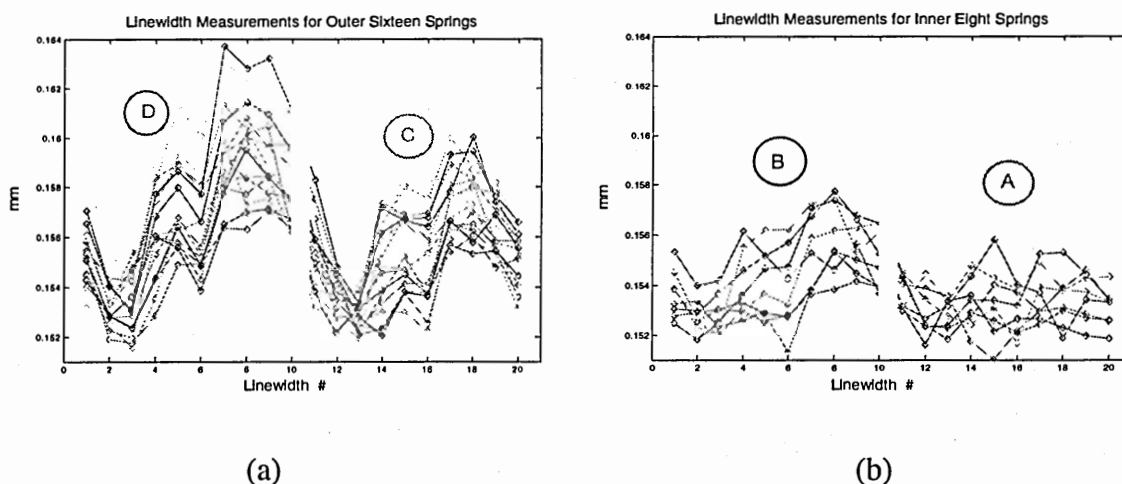 Linewidth Measurements for Outer Sixteen Springs
0.164
0.162
0.16
0.158
0.156
0.154
0.152
mm
D
C
0 2 4 6 8 10 12 14 16 18 20
Linewidth #
(a)
Linewidth Measurements for Inner Eight Springs
0.164
0.162
0.16
0.158
0.156
0.154
0.152
mm
B
A
0 2 4 6 8 10 12 14 16 18 20
Linewidth #
(b)